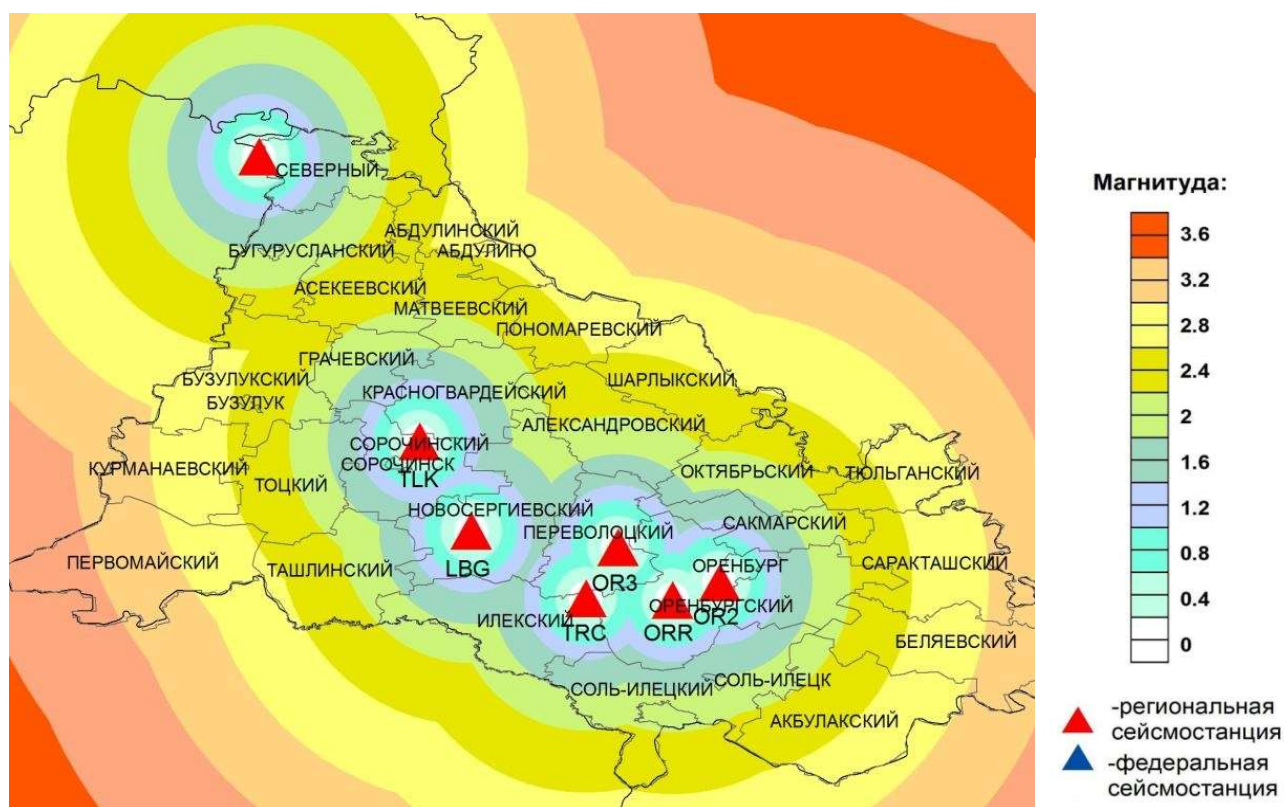 СЕВЕРНЫЙ
АБДУЛИНСКИЙ
БУГУРУСЛАНСКИЙ
АБДУЛИНО
АСЕКЕЕВСКИЙ
МАТВЕЕВСКИЙ
ПОНОМАРЕВСКИЙ
ГРАЧЕВСКИЙ
БУЗУЛУКСКИЙ
ШАРЛЫКСКИЙ
КРАСНОГВАРДЕЙСКИЙ
БУЗУЛУК
АЛЕКСАНДРОВСКИЙ
СОРОЧИНСКИЙ
КУРМАНАЕВСКИЙ
СОРОЧИНСК
ОКТЯБРЬСКИЙ
ТЮЛЬГАНСКИЙ
TLK
ТОЦКИЙ
НОВОСЕРГИЕВСКИЙ
САКМАРСКИЙ
ПЕРЕВОЛОЦКИЙ
ПЕРВОМАЙСКИЙ
ТАШЛИНСКИЙ
LBG
ОРЕНБУРГ
САРАКТАШСКИЙ
OR3
ОРЕНБУРГСКИЙ
OR2
ИЛЕКСКИЙ
TRC
ORR
БЕЛЯЕВСКИЙ
СОЛЬ-ИЛЕЦКИЙ
СОЛЬ-ИЛЕЦК
АКБУЛАКСКИЙ
Магнитуда:
3.6
3.2
2.8
2.4
2
1.6
1.2
0.8
0.4
0
-региональная
сейсмостанция
-федеральная
сейсмостанция